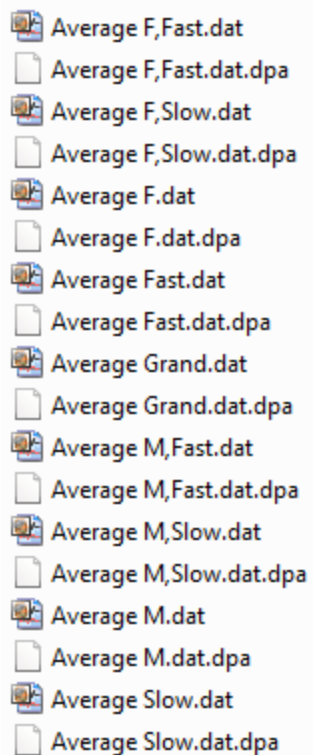 Average F,Fast.dat
Average F,Fast.dat.dpa
Average F,Slow.dat
Average F,Slow.dat.dpa
Average F.dat
Average F.dat.dpa
Average Fast.dat
Average Fast.dat.dpa
Average Grand.dat
Average Grand.dat.dpa
Average M,Fast.dat
Average M,Fast.dat.dpa
Average M,Slow.dat
Average M,Slow.dat.dpa
Average M.dat
Average M.dat.dpa
Average Slow.dat
Average Slow.dat.dpa